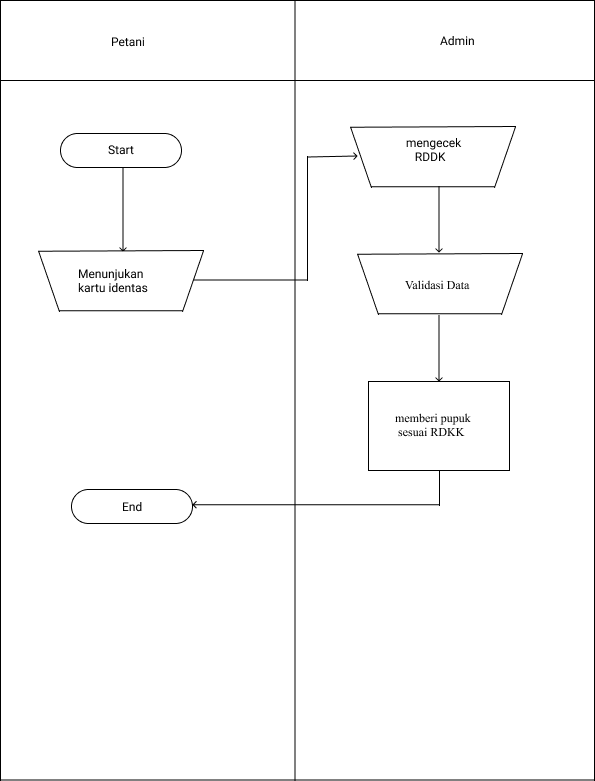 Petani
Admin
Start
mengecek
RDDK
Menunjukan
kartu identas
Validasi Data
memberi pupuk
sesuai RDKK
End